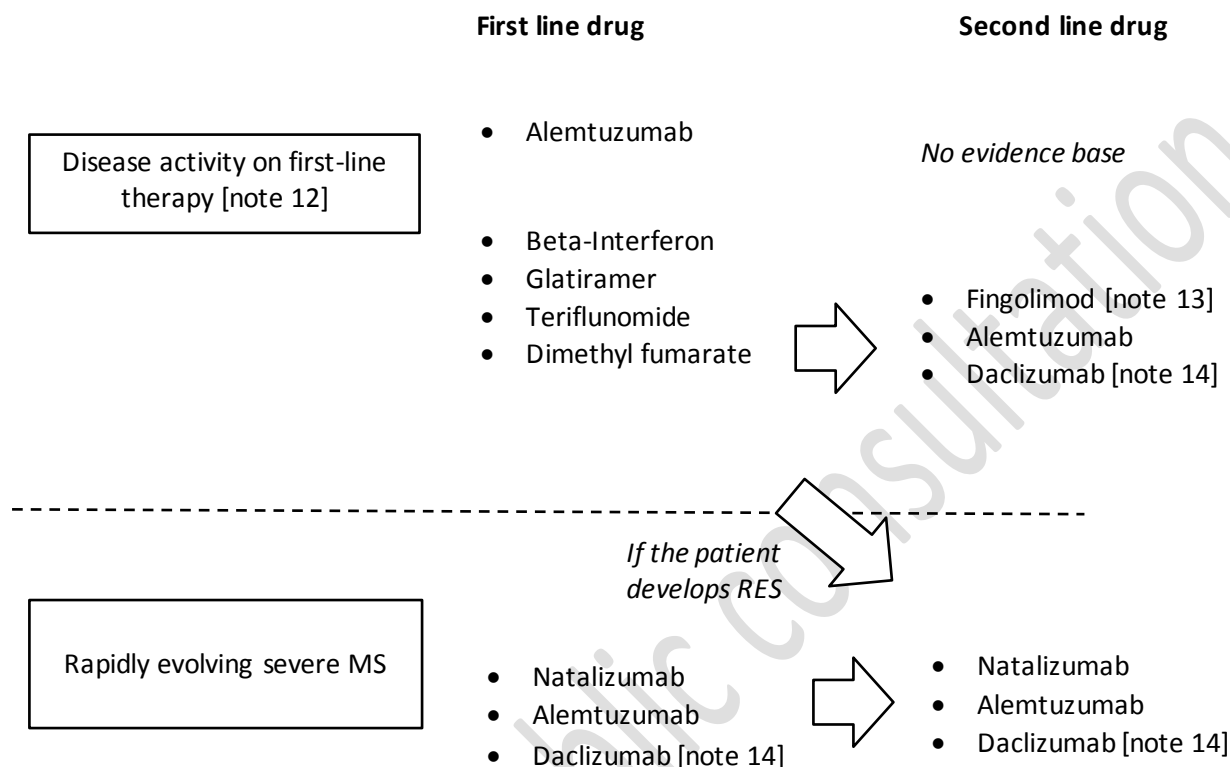 First line drug
Second line drug
Disease activity on first-line
therapy [note 12]
• Alemtuzumab
No evidence base
• Beta-Interferon
• Glatiramer
• Teriflunomide
• Dimethyl fumarate
• Fingolimod [note 13]
• Alemtuzumab
• Daclizumab [note 14]
If the patient
develops RES
Rapidly evolving severe MS
• Natalizumab
• Alemtuzumab
• Daclizumab [note 14]
• Natalizumab
• Alemtuzumab
• Daclizumab [note 14]
consultation